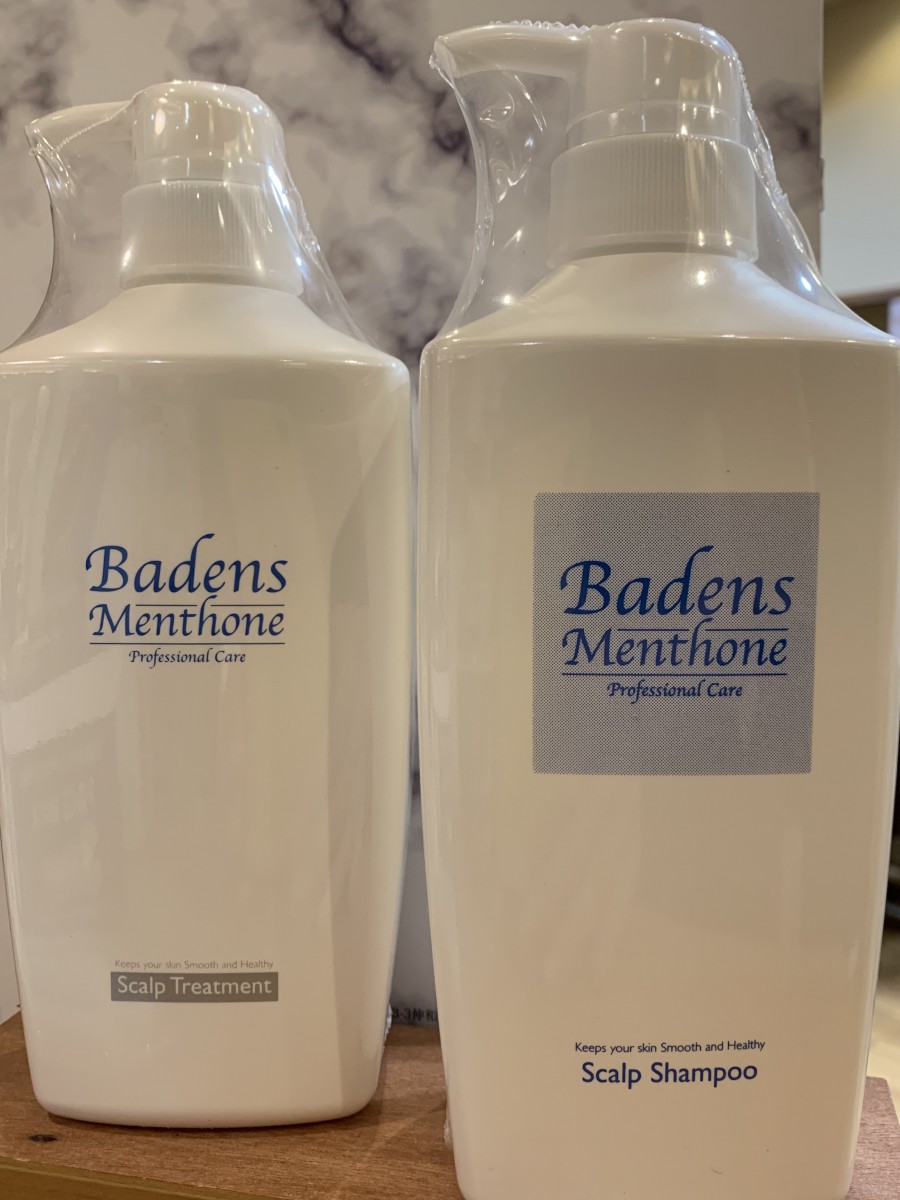 Badens
Menthone
Professional Care
Keeps your skin Smooth and Healthy
Scalp Treatment
Badens
Menthone
Professional Care
Keeps your skin Smooth and Healthy
Scalp Shampoo